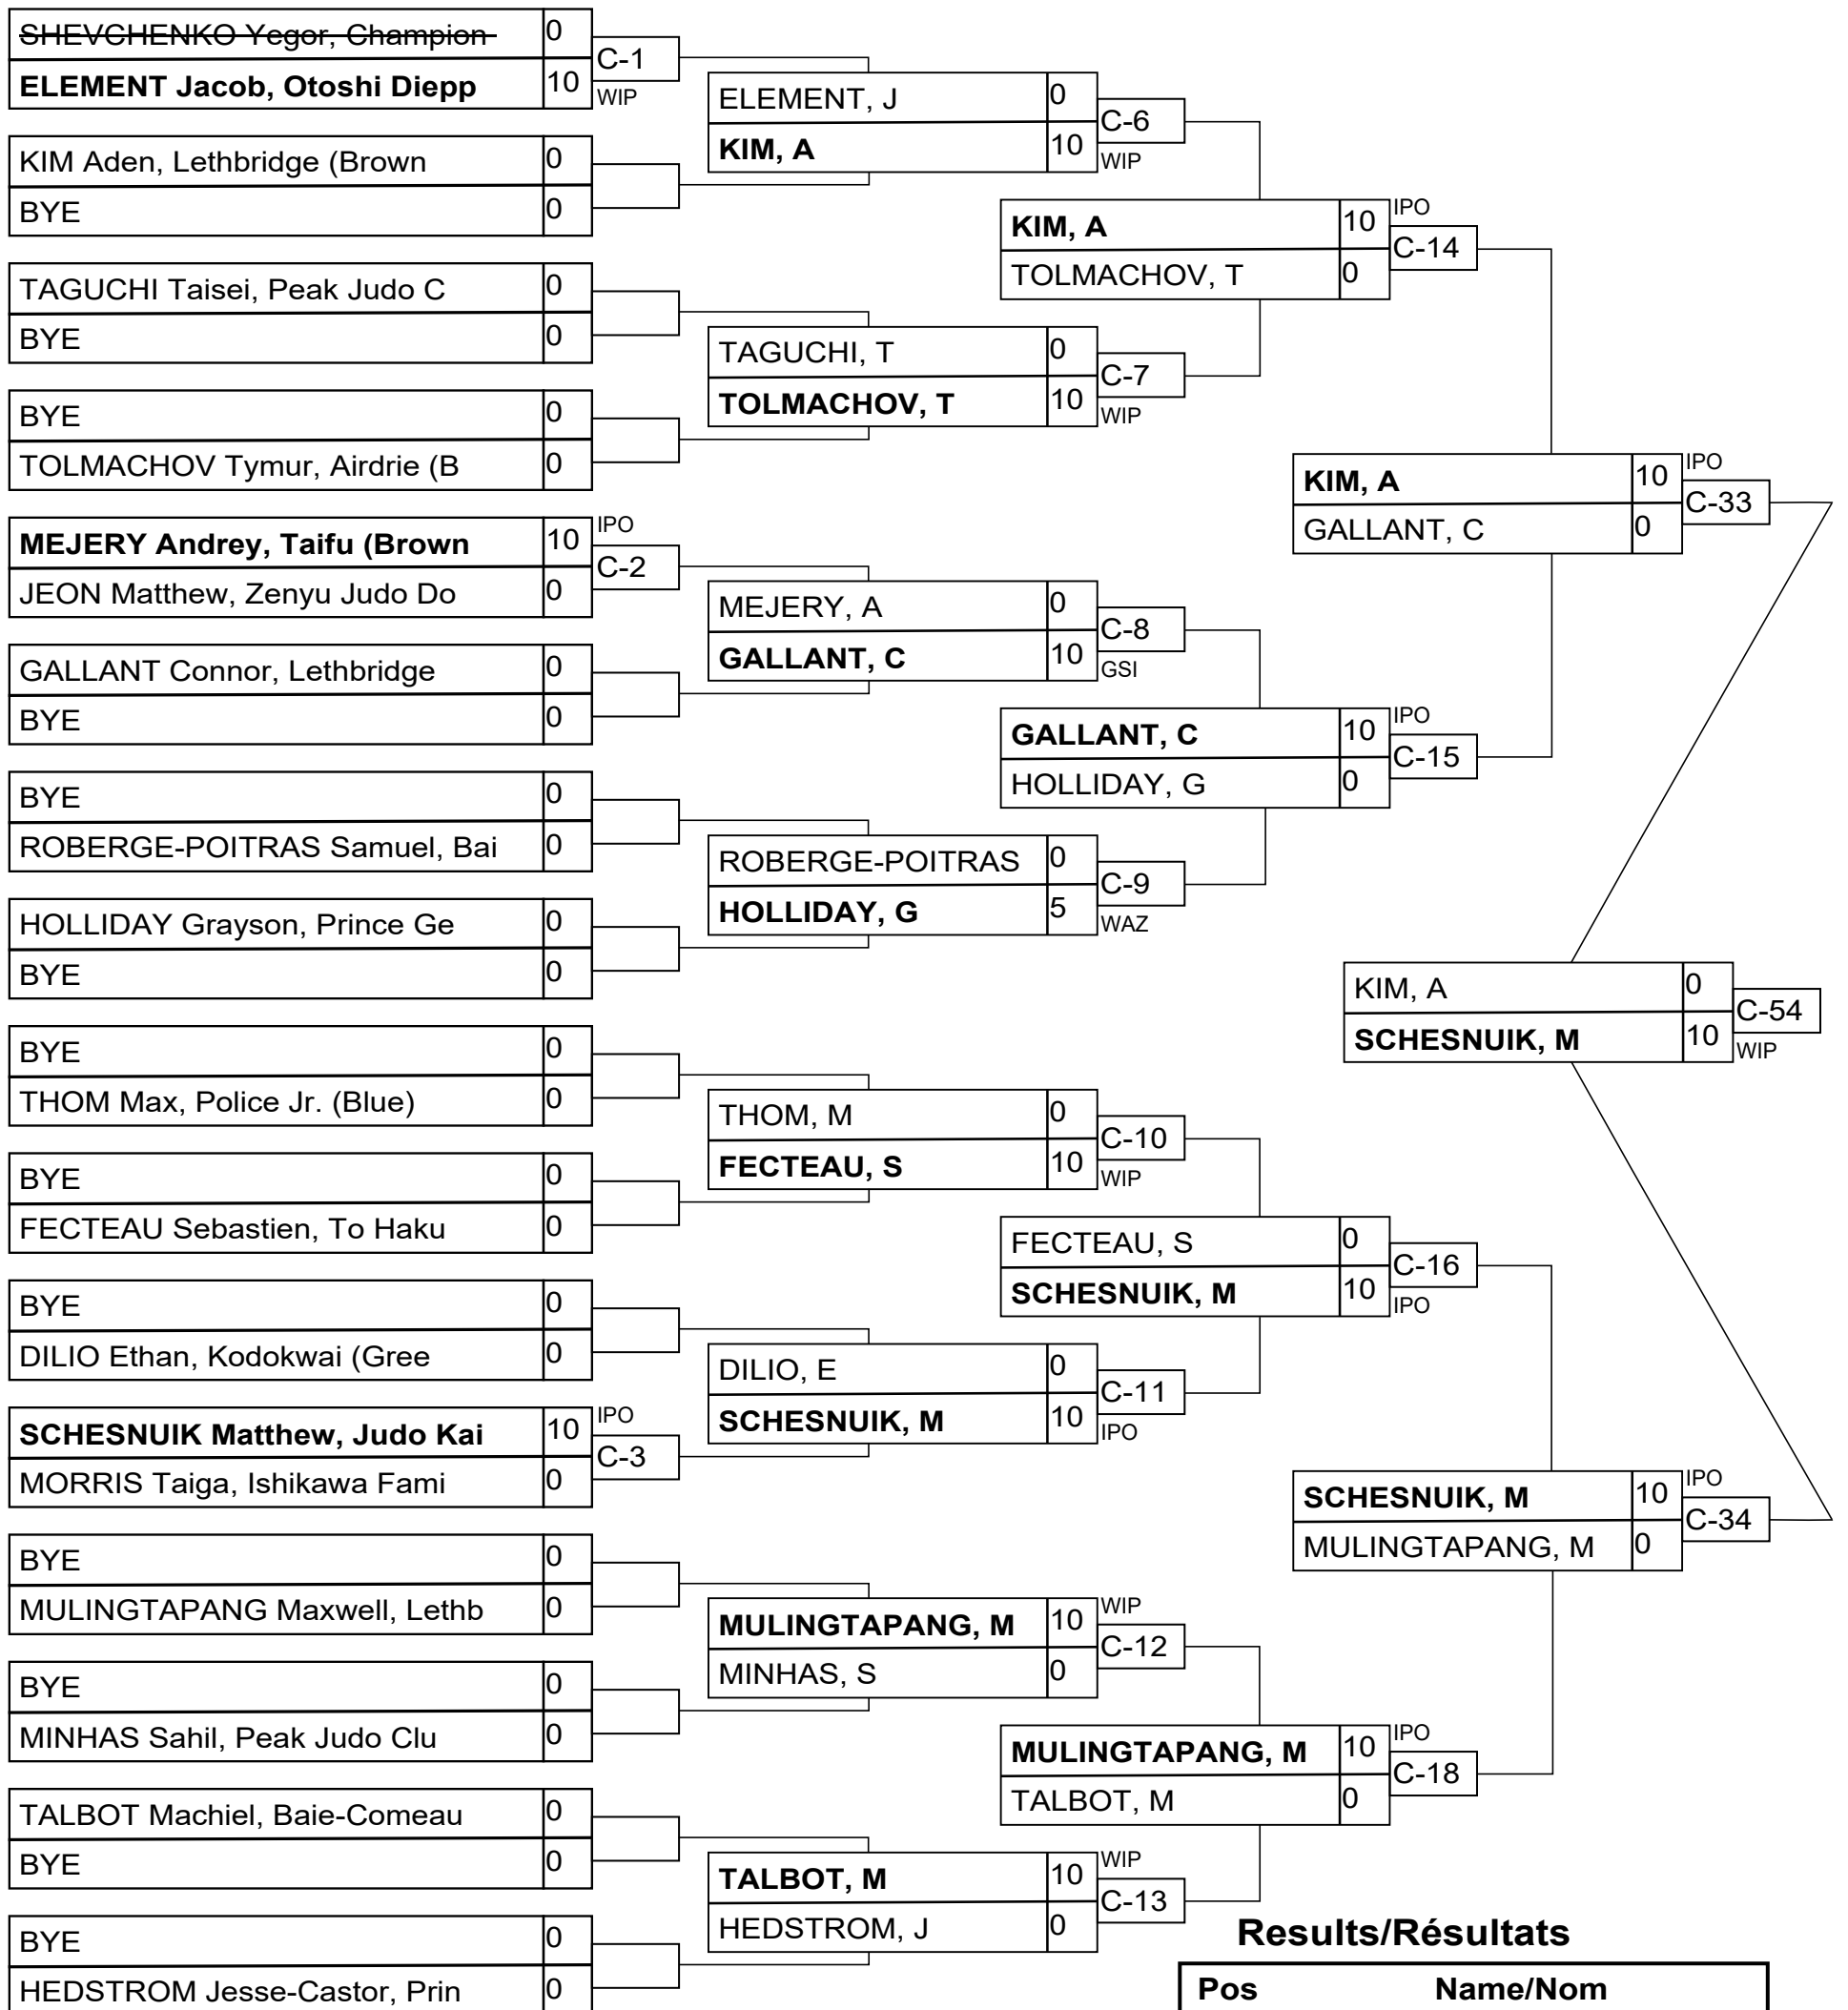 SHEVCHENKO Yegor, Champion 0
C-1
ELEMENT Jacob, Otoshi Diepp 10
WIP
KIM Aden, Lethbridge (Brown 0
BYE 0
TAGUCHI Taisei, Peak Judo C 0
BYE 0
BYE 0
TOLMACHOV Tymur, Airdrie (B 0
MEJERY Andrey, Taifu (Brown 10
IPO
C-2
JEON Matthew, Zenyu Judo Do 0
GALLANT Connor, Lethbridge 0
BYE 0
BYE 0
ROBERGE-POITRAS Samuel, Bai 0
HOLLIDAY Grayson, Prince Ge 0
BYE 0
BYE 0
THOM Max, Police Jr. (Blue) 0
BYE 0
FECTEAU Sebastien, To Haku 0
BYE 0
DILIO Ethan, Kodokwai (Gree 0
SCHESNUIK Matthew, Judo Kai 10
IPO
C-3
MORRIS Taiga, Ishikawa Fami 0
BYE 0
MULINGTAPANG Maxwell, Lethb 0
BYE 0
MINHAS Sahil, Peak Judo Clu 0
TALBOT Machiel, Baie-Comeau 0
BYE 0
BYE 0
HEDSTROM Jesse-Castor, Prin 0
ELEMENT, J 0
C-6
KIM, A 10
WIP
TAGUCHI, T 0
C-7
TOLMACHOV, T 10
WIP
MEJERY, A 0
C-8
GALLANT, C 10
GSI
ROBERGE-POITRAS 0
C-9
HOLLIDAY, G 5
WAZ
THOM, M 0
C-10
FECTEAU, S 10
WIP
DILIO, E 0
C-11
SCHESNUIK, M 10
IPO
MULINGTAPANG, M 10
WIP
C-12
MINHAS, S 0
TALBOT, M 10
WIP
C-13
HEDSTROM, J 0
KIM, A 10
IPO
C-14
TOLMACHOV, T 0
GALLANT, C 10
IPO
C-15
HOLLIDAY, G 0
FECTEAU, S 0
C-16
SCHESNUIK, M 10
IPO
MULINGTAPANG, M 10
IPO
C-18
TALBOT, M 0
KIM, A 10
IPO
C-33
GALLANT, C 0
SCHESNUIK, M 10
IPO
C-34
MULINGTAPANG, M 0
KIM, A 0
C-54
SCHESNUIK, M 10
WIP
Results/Résultats
Pos Name/Nom